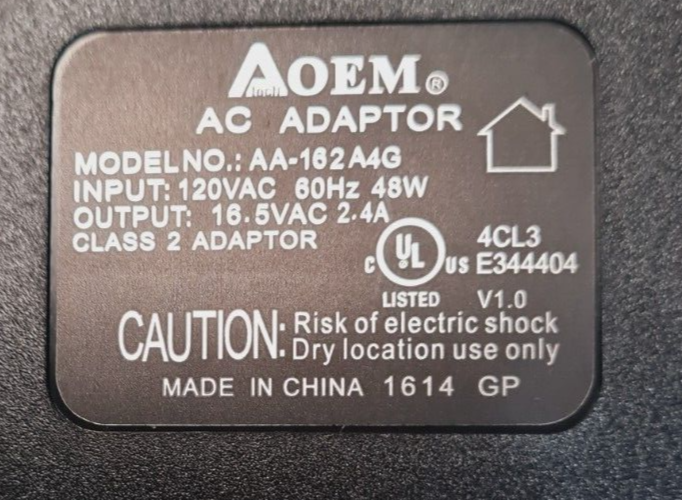 AOEM®
AC ADAPTOR
MODEL NO.: AA-162A4G
INPUT: 120VAC 60Hz 48W
OUTPUT: 16.5VAC 2.4A
CLASS 2 ADAPTOR
C UL US
LISTED
4CL3
E344404
V1.0
CAUTION: Risk of electric shock
Dry location use only
MADE IN CHINA 1614 GP